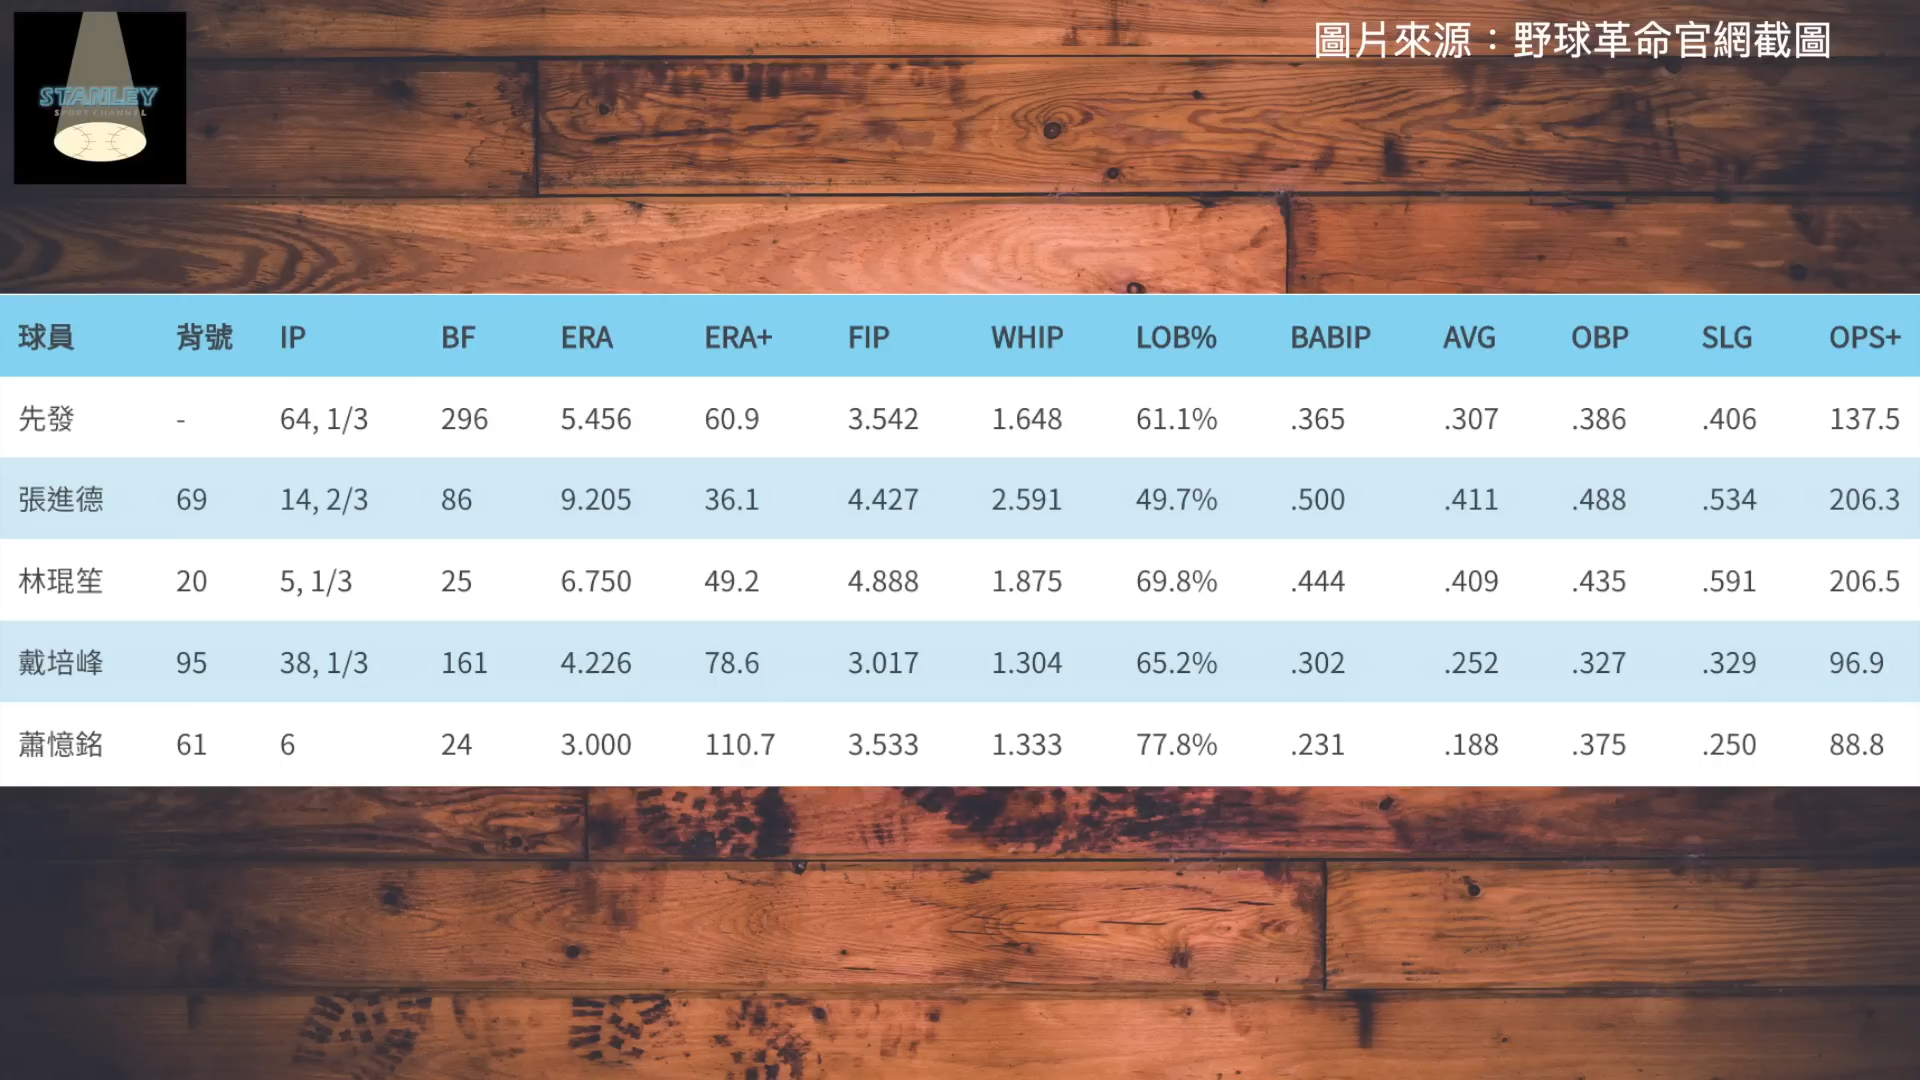 STANLEY
SPORT CHANNEL
圖片來源：野球革命官網截圖
球員 背號 IP BF ERA ERA+ FIP WHIP LOB% BABIP AVG OBP SLG OPS+
先發 - 64, 1/3 296 5.456 60.9 3.542 1.648 61.1% .365 .307 .386 .406 137.5
張進德 69 14, 2/3 86 9.205 36.1 4.427 2.591 49.7% .500 .411 .488 .534 206.3
林琨笙 20 5, 1/3 25 6.750 49.2 4.888 1.875 69.8% .444 .409 .435 .591 206.5
戴培峰 95 38, 1/3 161 4.226 78.6 3.017 1.304 65.2% .302 .252 .327 .329 96.9
蕭憶銘 61 6 24 3.000 110.7 3.533 1.333 77.8% .231 .188 .375 .250 88.8